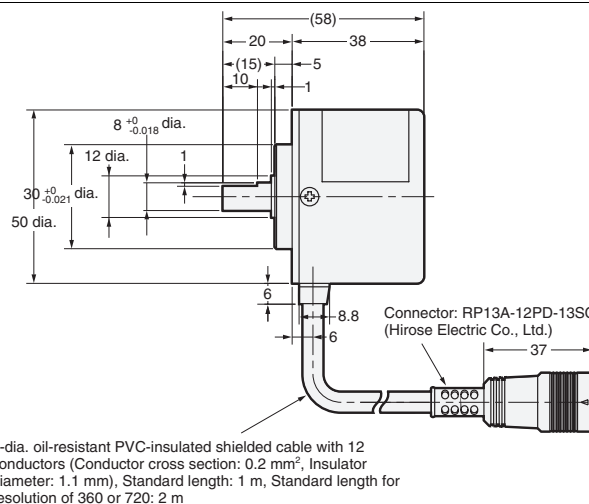 (58)
20 38
(15) 5
10 1
8 +0 -0.018 dia.
12 dia. 1
30 +0 -0.021 dia.
50 dia.
6
8.8
6
Connector: RP13A-12PD-13SC
(Hirose Electric Co., Ltd.)
37
-dia. oil-resistant PVC-insulated shielded cable with 12
onductors (Conductor cross section: 0.2 mm², Insulator
iameter: 1.1 mm), Standard length: 1 m, Standard length for
esolution of 360 or 720: 2 m